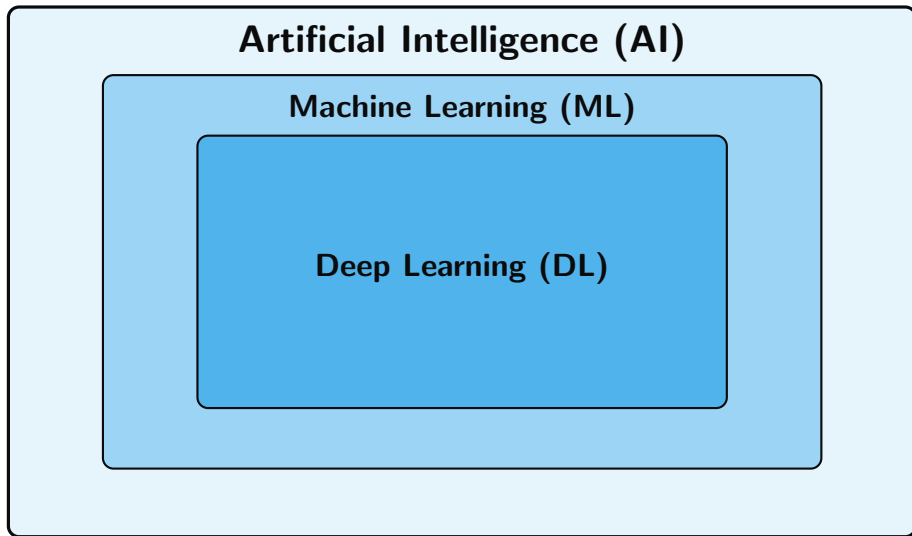 Artificial Intelligence (AI)
Machine Learning (ML)
Deep Learning (DL)